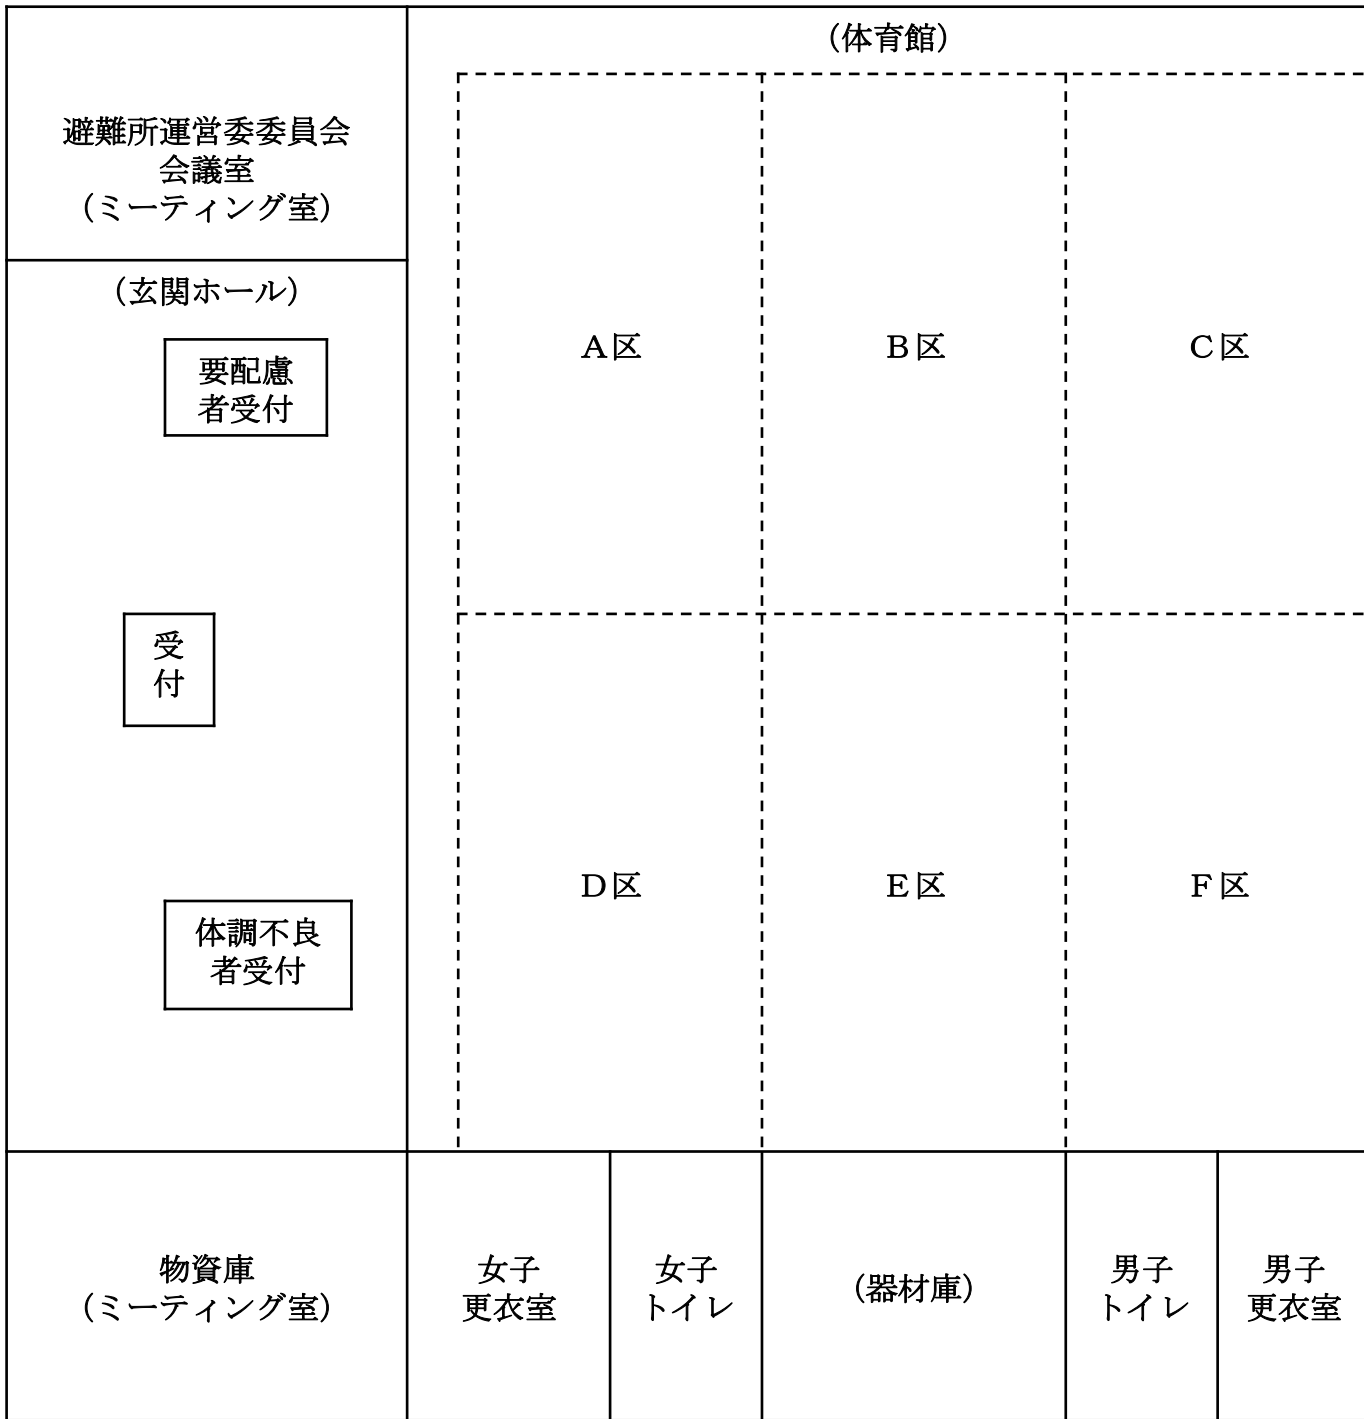 (体育館)
避難所運営委委員会
会議室
(ミーティング室)
(玄関ホール)
要配慮
者受付
A区
B区
C区
受
付
D区
E区
F区
体調不良
者受付
物資庫
(ミーティング室)
女子
更衣室
女子
トイレ
(器材庫)
男子
トイレ
男子
更衣室